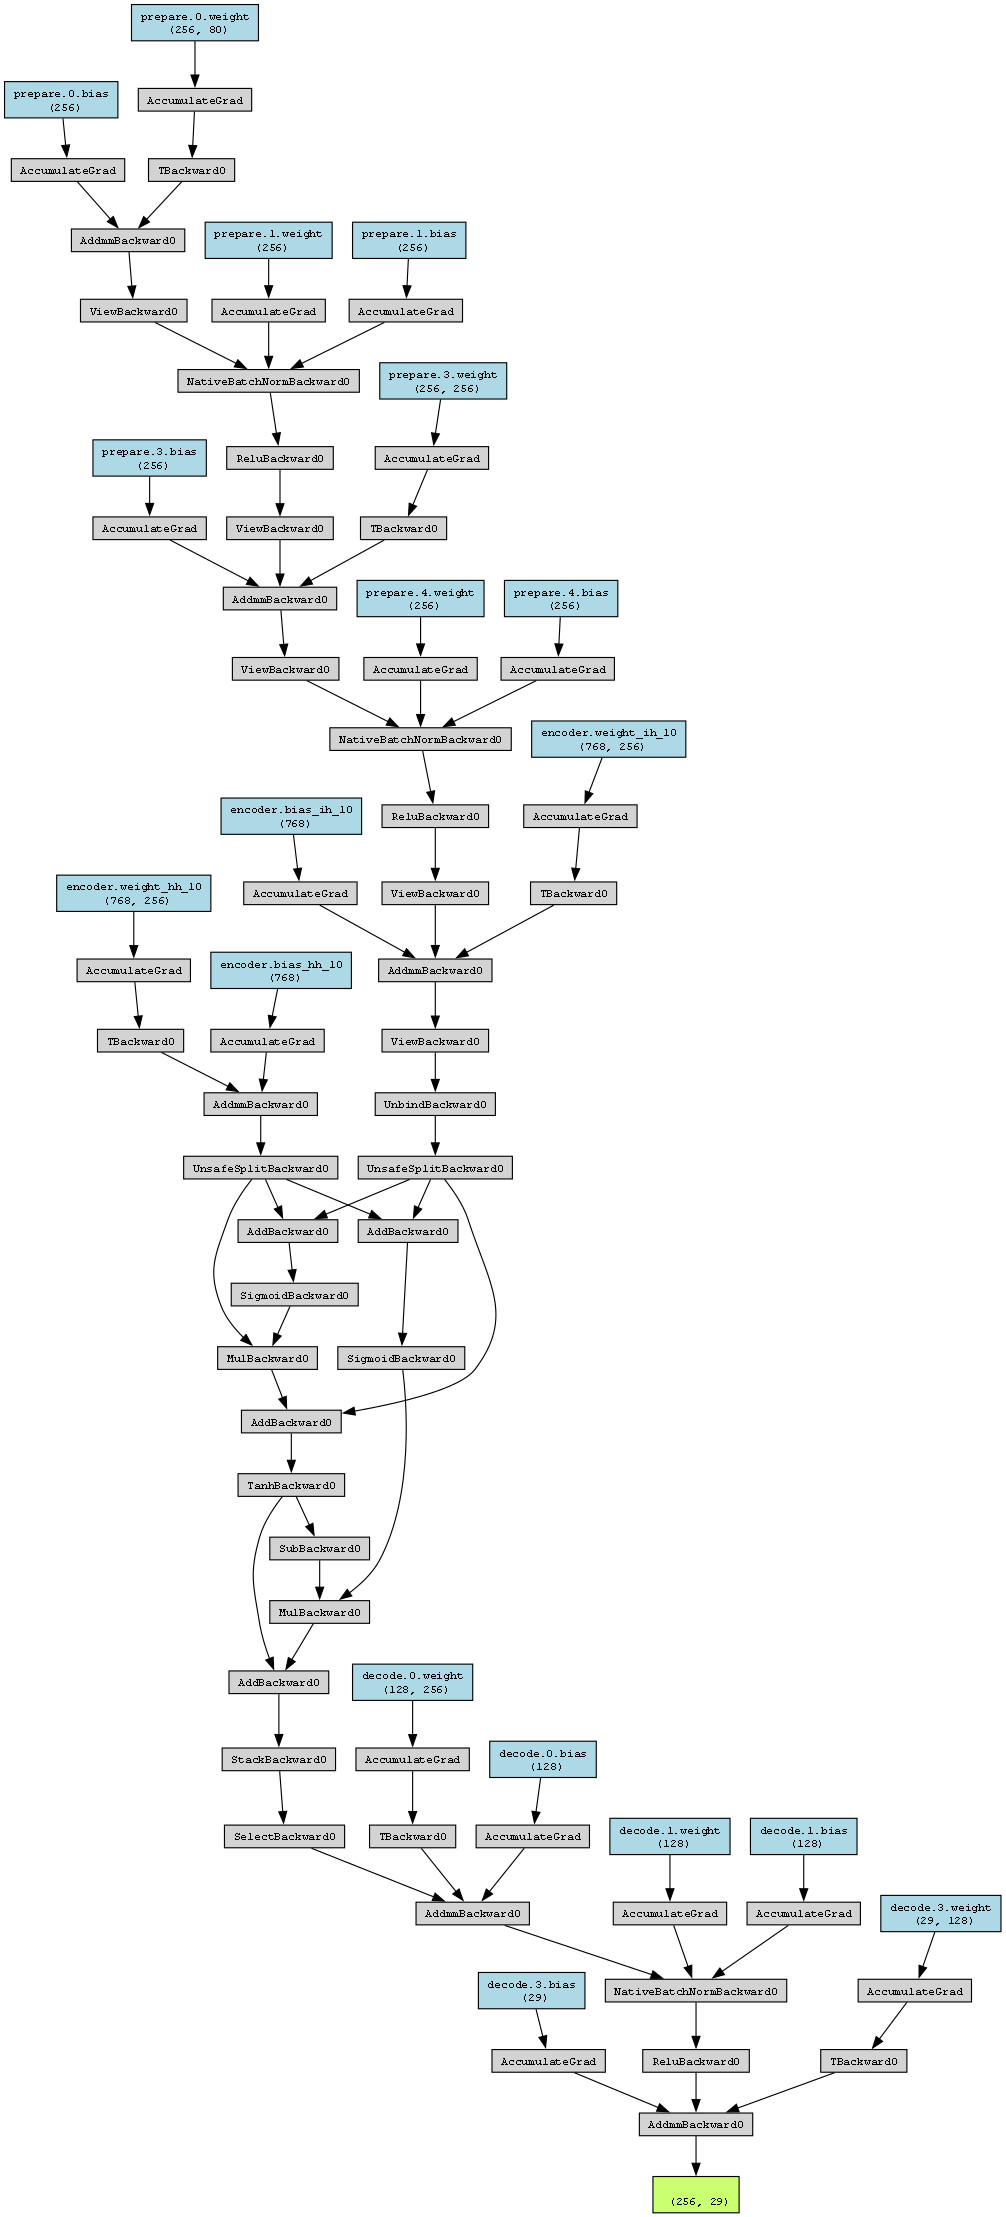 prepare.0.weight
(256, 80)
prepare.0.bias
(256)
AccumulateGrad
AccumulateGrad
TBackward0
AddmmBackward0
prepare.1.weight
(256)
prepare.1.bias
(256)
ViewBackward0
AccumulateGrad
AccumulateGrad
NativeBatchNormBackward0
prepare.3.weight
(256, 256)
prepare.3.bias
(256)
ReluBackward0
AccumulateGrad
AccumulateGrad
ViewBackward0
TBackward0
AddmmBackward0
prepare.4.weight
(256)
prepare.4.bias
(256)
ViewBackward0
AccumulateGrad
AccumulateGrad
NativeBatchNormBackward0
encoder.weight_ih_l0
(768, 256)
encoder.bias_ih_l0
(768)
ReluBackward0
AccumulateGrad
encoder.weight_hh_l0
(768, 256)
AccumulateGrad
ViewBackward0
TBackward0
encoder.bias_hh_l0
(768)
AccumulateGrad
AddmmBackward0
TBackward0
AccumulateGrad
ViewBackward0
AddmmBackward0
UnbindBackward0
UnsafeSplitBackward0
UnsafeSplitBackward0
AddBackward0
AddBackward0
SigmoidBackward0
MulBackward0
SigmoidBackward0
AddBackward0
TanhBackward0
SubBackward0
MulBackward0
AddBackward0
decode.0.weight
(128, 256)
StackBackward0
AccumulateGrad
decode.0.bias
(128)
SelectBackward0
TBackward0
AccumulateGrad
decode.1.weight
(128)
decode.1.bias
(128)
AddmmBackward0
AccumulateGrad
AccumulateGrad
decode.3.weight
(29, 128)
decode.3.bias
(29)
NativeBatchNormBackward0
AccumulateGrad
AccumulateGrad
ReluBackward0
TBackward0
AddmmBackward0
(256, 29)